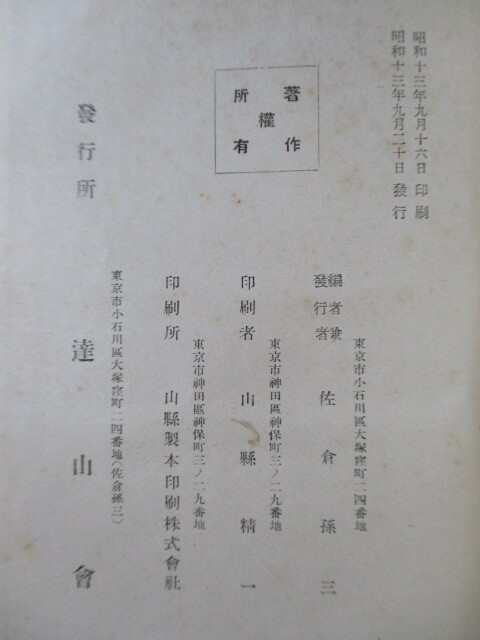 昭和十三年九月十六日印刷
昭和十三年九月二十日發行
著作權所有
東京市小石川區大塚窪町二四番地
編者兼發行者 佐倉孫三
東京市神田區神保町三ノ二九番地
印刷者 山縣精一
東京市神田區神保町三ノ二九番地
印刷所 山縣製本印刷株式會社
東京市小石川區大塚窪町二四番地(佐倉孫三)
發行所 達山會